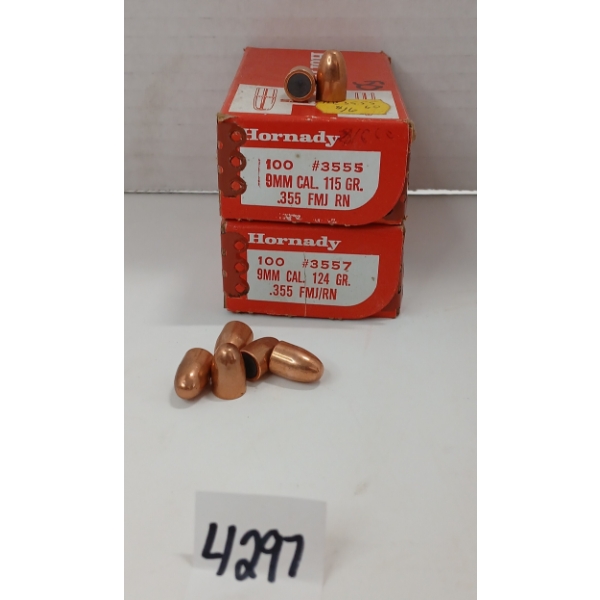 Hornady
100 #3555
9MM CAL. 115 GR.
.355 FMJ RN
Hornady
100 #3557
9MM CAL. 124 GR.
.355 FMJ/RN
4297